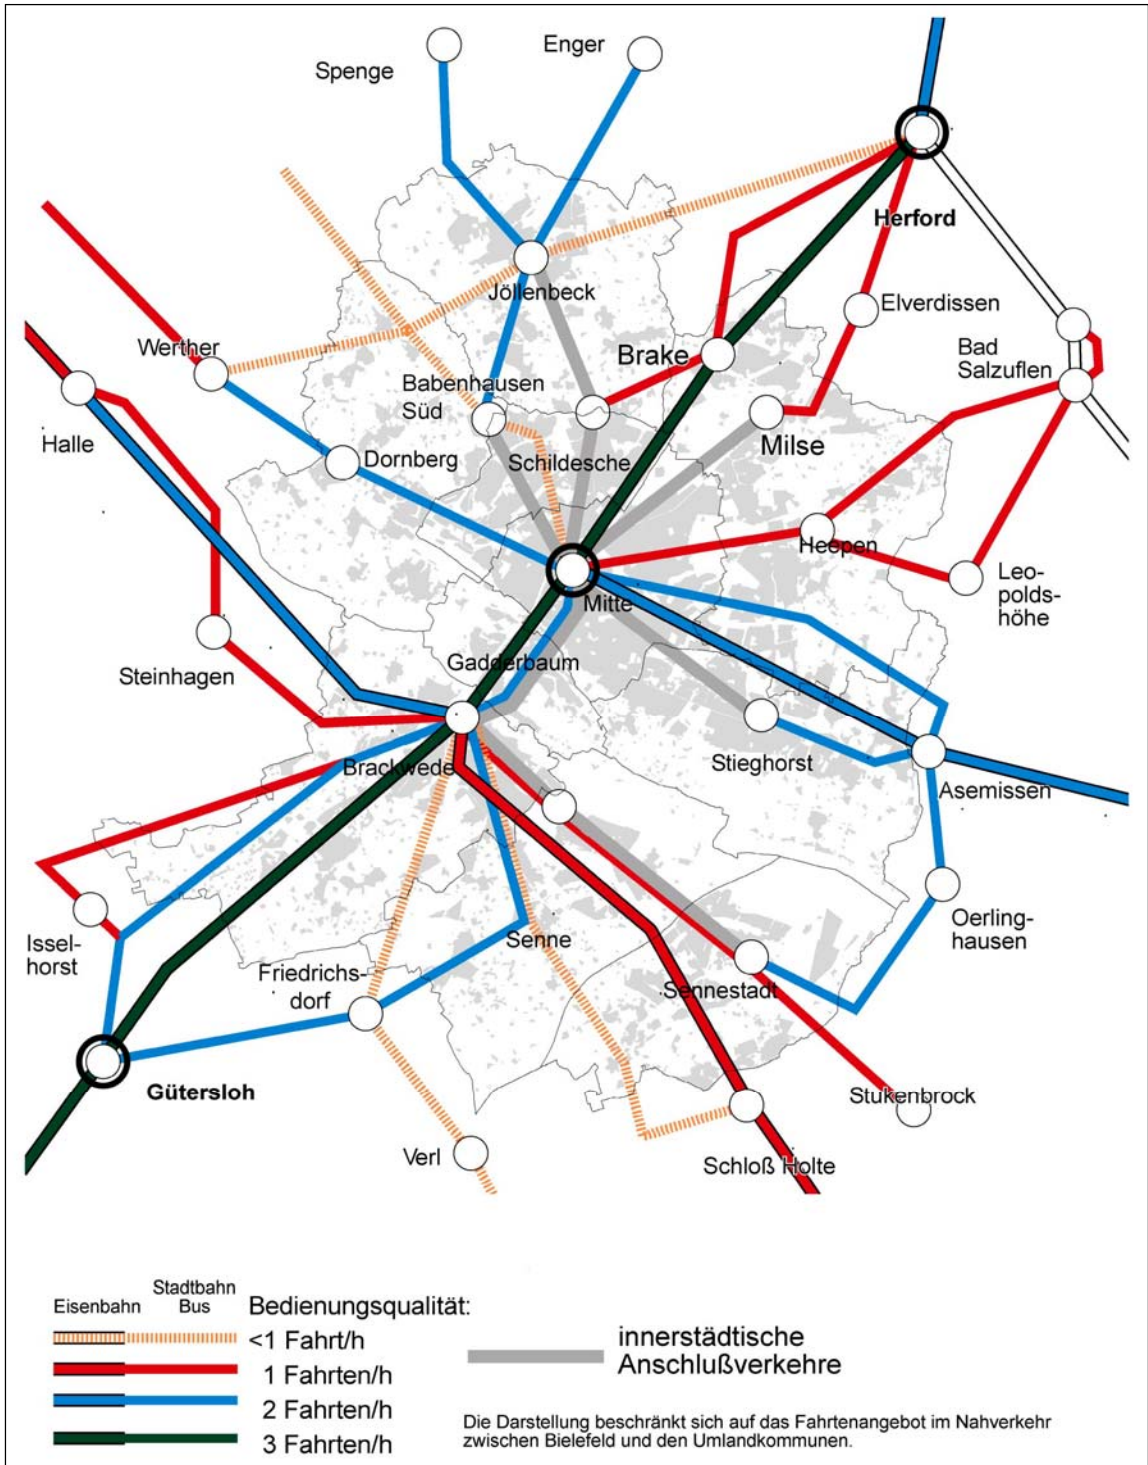 Enger
Spenge
Herford
Jöllenbeck
Elverdissen
Werther
Brake
Bad
Salzuflen
Babenhausen
Süd
Halle
Milse
Dornberg
Schildesche
Heepen
Leo-
polds-
höhe
Mitte
Gadderbaum
Steinhagen
Brackwede
Stieghorst
Asemissen
Oerling-
hausen
Issel-
horst
Senne
Friedrichs-
dorf
Sennestadt
Gütersloh
Stukenbrock
Verl
Schloß Holte
Eisenbahn
Stadtbahn
Bus
Bedienungsqualität:
<1 Fahrt/h
1 Fahrten/h
2 Fahrten/h
3 Fahrten/h
innerstädtische
Anschlußverkehre
Die Darstellung beschränkt sich auf das Fahrtenangebot im Nahverkehr
zwischen Bielefeld und den Umlandkommunen.